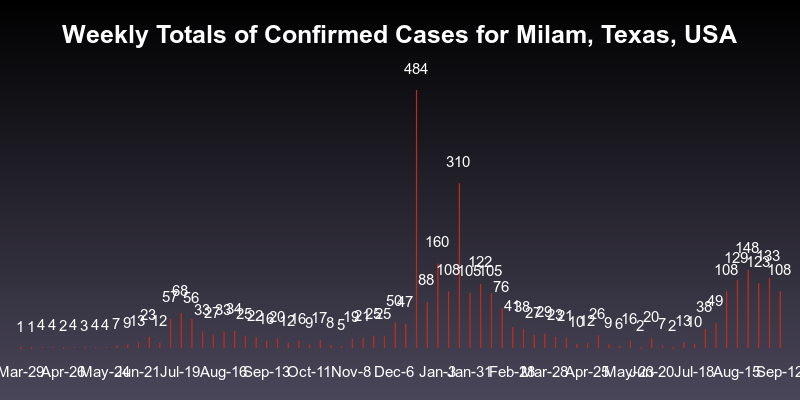 Weekly Totals of Confirmed Cases for Milam, Texas, USA
1 1 4 4 2 4 3 4 4 7 9 13 23 12 57 68 56 33 27 33 34 25 22 16 20 12 16 9 17 8 5 19 21 25 25 50 47 484 88 160 108 310 105 122 105 76 41 38 27 29 23 21 10 12 26 9 6 16 2 20 7 2 13 10 38 49 108 129 148 123 133 108
Mar-29 Apr-26 May-24 Jun-21 Jul-19 Aug-16 Sep-13 Oct-11 Nov-8 Dec-6 Jan-3 Jan-31 Feb-28 Mar-28 Apr-25 May-23 Jun-20 Jul-18 Aug-15 Sep-12